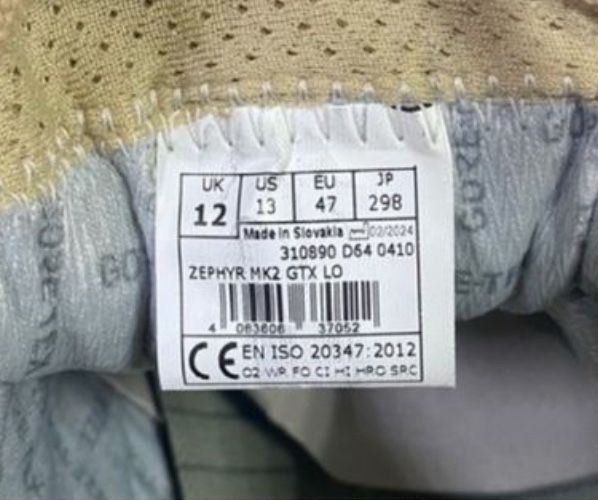 UK US EU JP
12 13 47 298
Made in Slovakia 02/2024
310890 D64 0410
ZEPHYR MK2 GTX LO
4 063606 37052
CE EN ISO 20347:2012
O2 WR FO CI HI HRO SRC